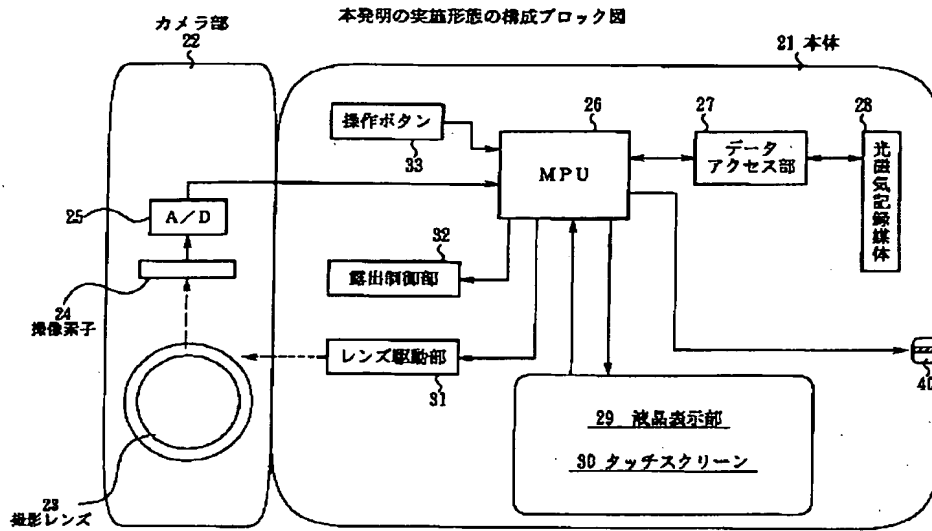 本発明の実施形態の構成ブロック図
カメラ部
22
21 本体
操作ボタン
33
26
MPU
27
データ
アクセス部
28
光磁気記録媒体
25
A/D
24
撮像素子
32
露出制御部
レンズ駆動部
31
40
29 液晶表示部
30 タッチスクリーン
23
撮影レンズ